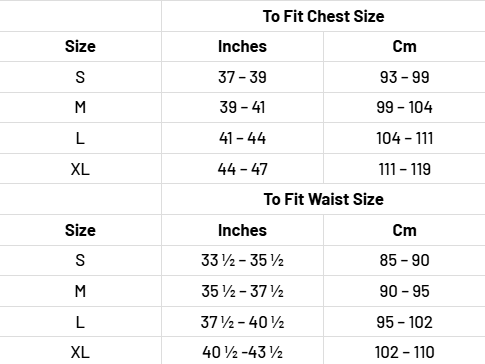 To Fit Chest Size
Size Inches Cm
S 37 – 39 93 – 99
M 39 – 41 99 – 104
L 41 – 44 104 – 111
XL 44 – 47 111 – 119
To Fit Waist Size
Size Inches Cm
S 33 ½ – 35 ½ 85 – 90
M 35 ½ – 37 ½ 90 – 95
L 37 ½ – 40 ½ 95 – 102
XL 40 ½ -43 ½ 102 – 110